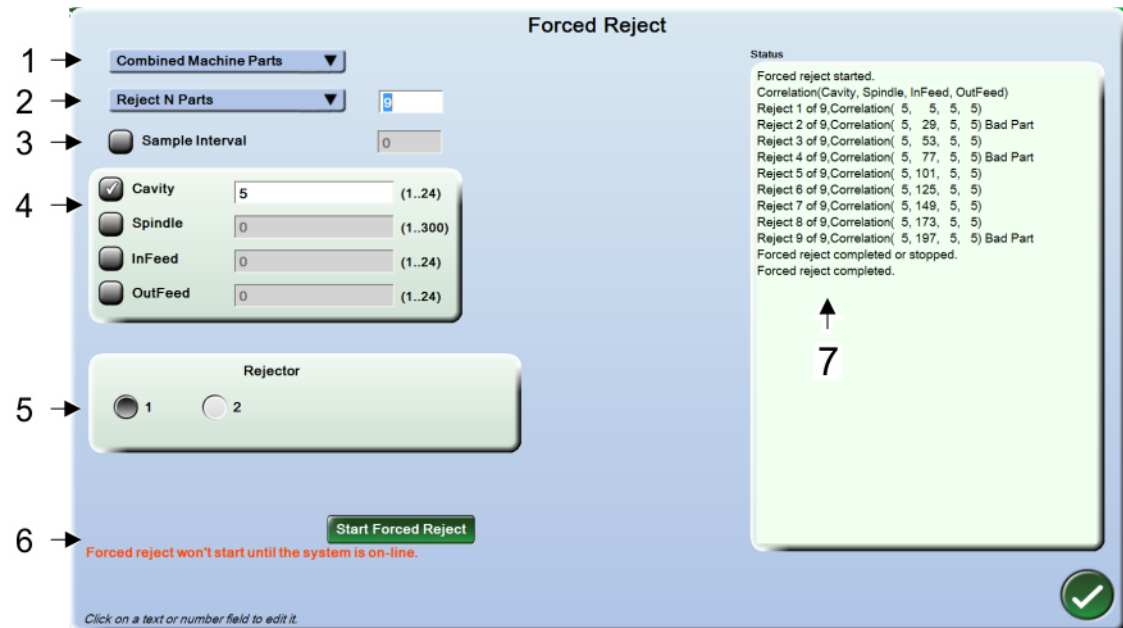 Forced Reject
1
Combined Machine Parts
2
Reject N Parts
9
3
Sample Interval
0
4
Cavity
5
(1..24)
Spindle
0
(1..300)
InFeed
0
(1..24)
OutFeed
0
(1..24)
5
Rejector
1
2
6
Start Forced Reject
Forced reject won't start until the system is on-line.
Click on a text or number field to edit it.
Status
Forced reject started.
Correlation(Cavity, Spindle, InFeed, OutFeed)
Reject 1 of 9,Correlation( 5, 5, 5, 5)
Reject 2 of 9,Correlation( 5, 29, 5, 5) Bad Part
Reject 3 of 9,Correlation( 5, 53, 5, 5)
Reject 4 of 9,Correlation( 5, 77, 5, 5) Bad Part
Reject 5 of 9,Correlation( 5, 101, 5, 5)
Reject 6 of 9,Correlation( 5, 125, 5, 5)
Reject 7 of 9,Correlation( 5, 149, 5, 5)
Reject 8 of 9,Correlation( 5, 173, 5, 5)
Reject 9 of 9,Correlation( 5, 197, 5, 5) Bad Part
Forced reject completed or stopped.
Forced reject completed.
7